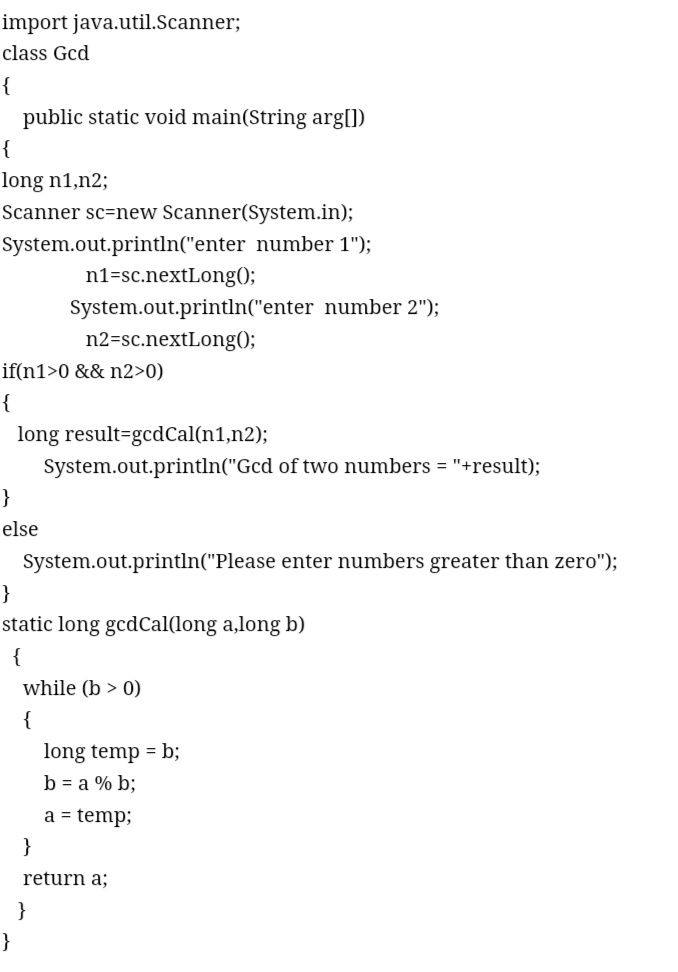 import java.util.Scanner;
class Gcd
{
public static void main(String arg[])
{
long n1,n2;
Scanner sc=new Scanner(System.in);
System.out.println("enter  number 1");
n1=sc.nextLong();
System.out.println("enter  number 2");
n2=sc.nextLong();
if(n1>0 && n2>0)
{
long result=gcdCal(n1,n2);
System.out.println("Gcd of two numbers = "+result);
}
else
System.out.println("Please enter numbers greater than zero");
}
static long gcdCal(long a,long b)
{
while (b > 0)
{
long temp = b;
b = a % b;
a = temp;
}
return a;
}
}